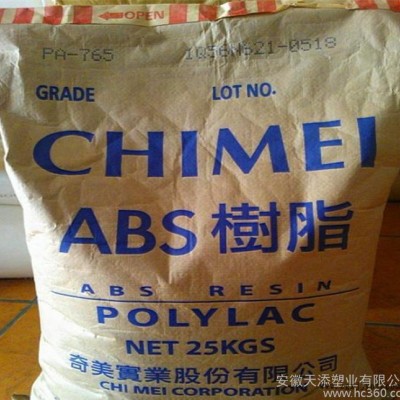 OPEN
PA-765 1Q56N621-0518
GRADE LOT NO.
CHIMEI
ABS 樹脂
ABS RESIN
POLYLAC
NET 25KGS
奇美實業股份有限公司
CHI MEI CORPORATION
安徽天添塑业有限公
www.hc360.com